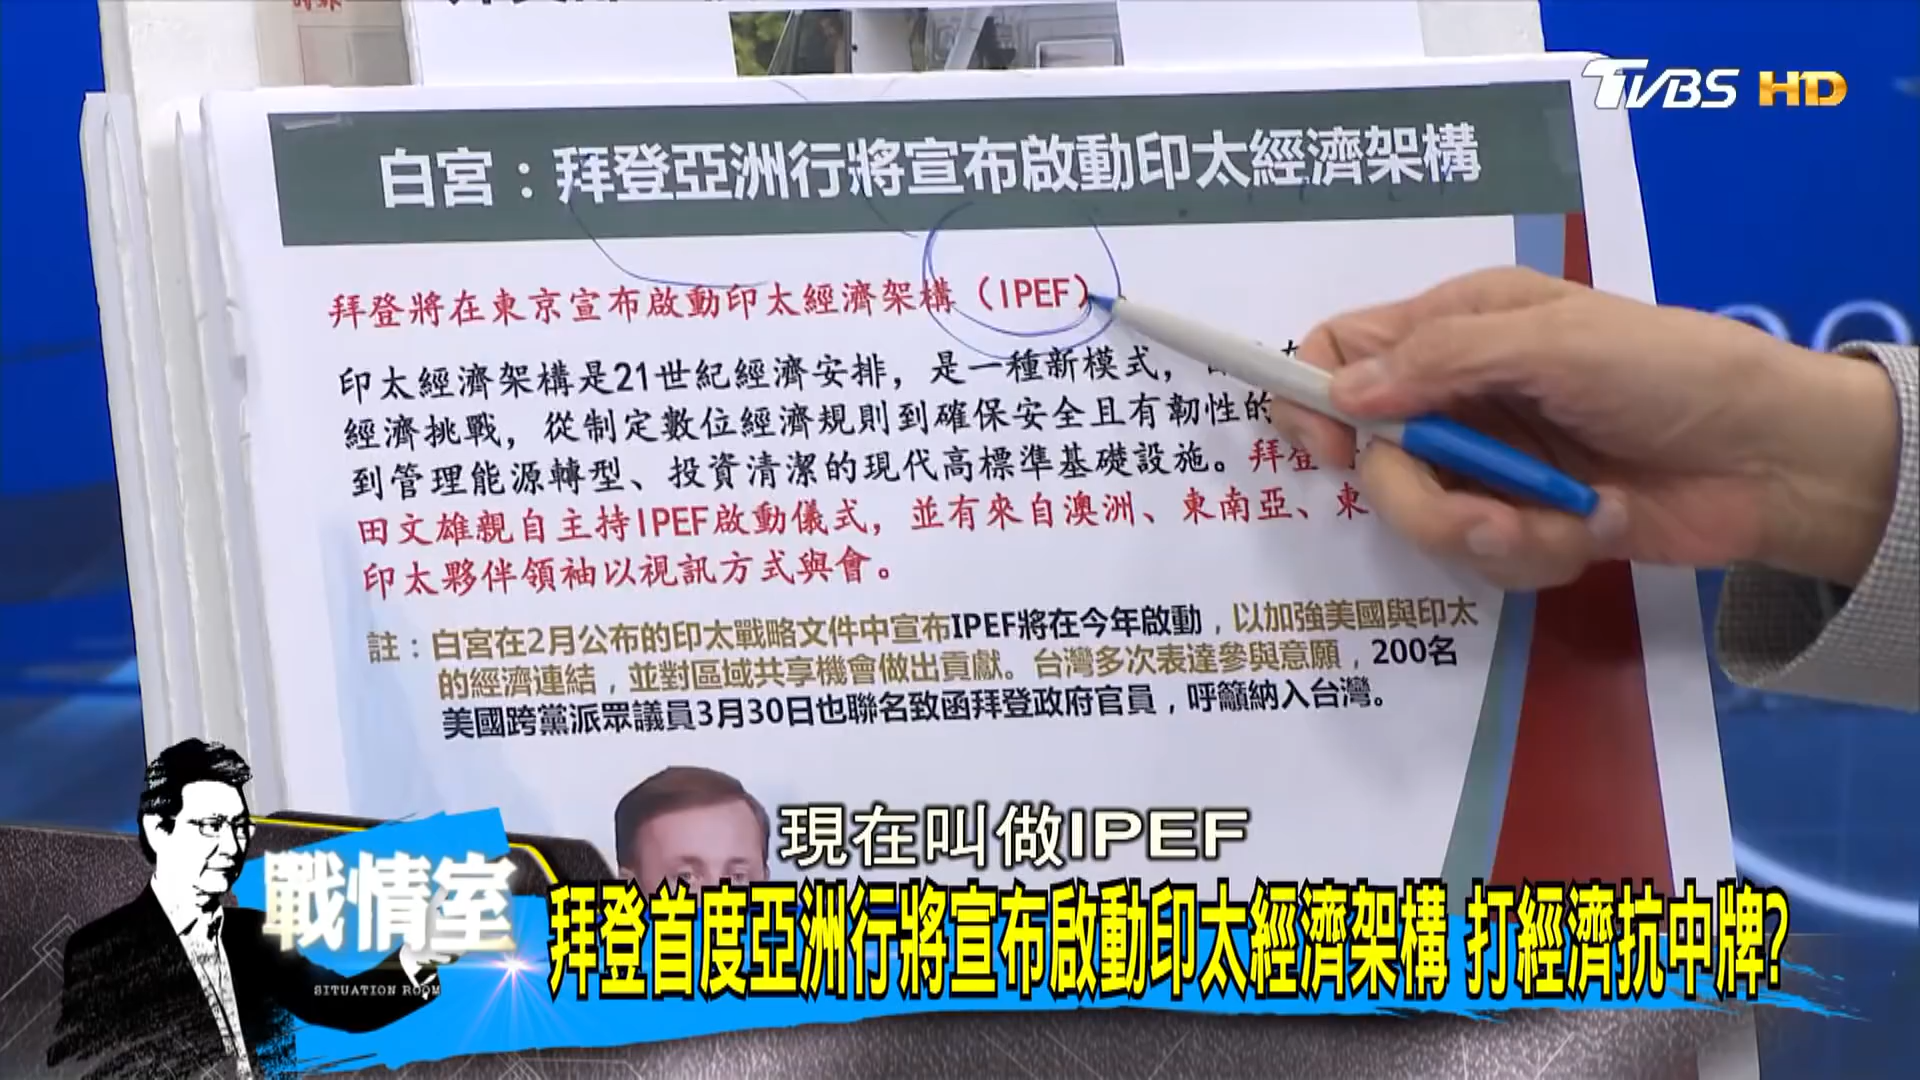 TVBS HD
白宮：拜登亞洲行將宣布啟動印太經濟架構
拜登將在東京宣布啟動印太經濟架構（IPEF）
印太經濟架構是21世紀經濟安排，是一種新模式，
經濟挑戰，從制定數位經濟規則到確保安全且有韌性的
到管理能源轉型、投資清潔的現代高標準基礎設施。拜登
田文雄親自主持IPEF啟動儀式，並有來自澳洲、東南亞、東
印太夥伴領袖以視訊方式與會。
註：白宮在2月公布的印太戰略文件中宣布IPEF將在今年啟動，以加強美國與印太
的經濟連結，並對區域共享機會做出貢獻。台灣多次表達參與意願，200名
美國跨黨派眾議員3月30日也聯名致函拜登政府官員，呼籲納入台灣。
現在叫做IPEF
戰情室
SITUATION ROOM
拜登首度亞洲行將宣布啟動印太經濟架構 打經濟抗中牌?